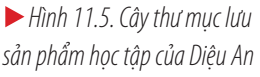 ▶Hình 11.5. Cây thư mục lưu
sản phẩm học tập của Diệu An